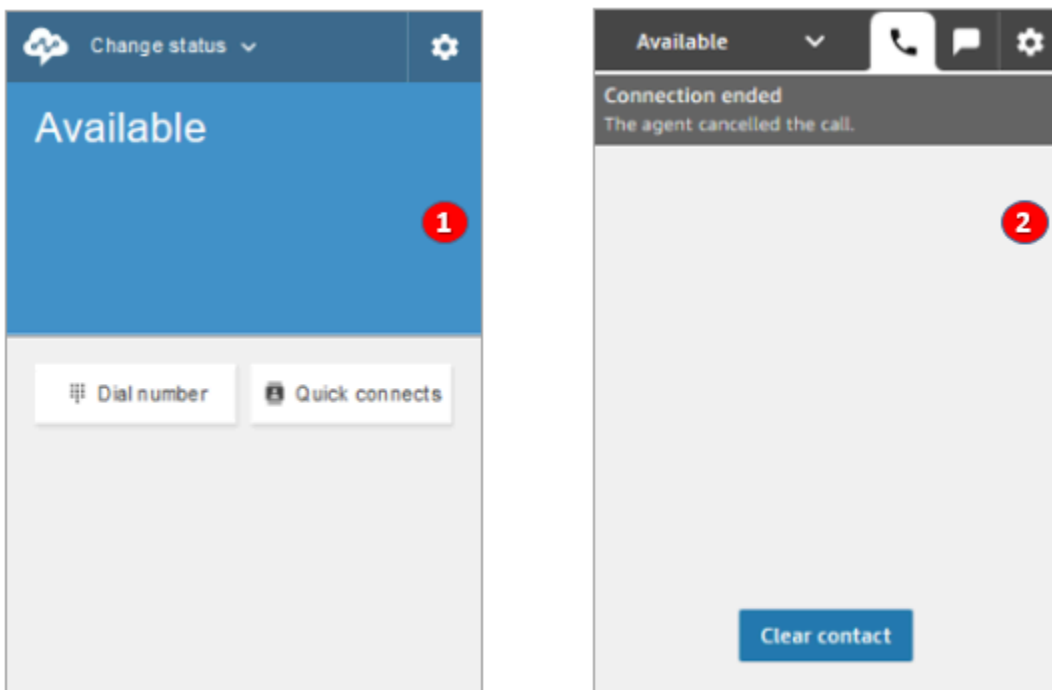 Change status
Available
1
Dial number
Quick connects
Available
Connection ended
The agent cancelled the call.
2
Clear contact